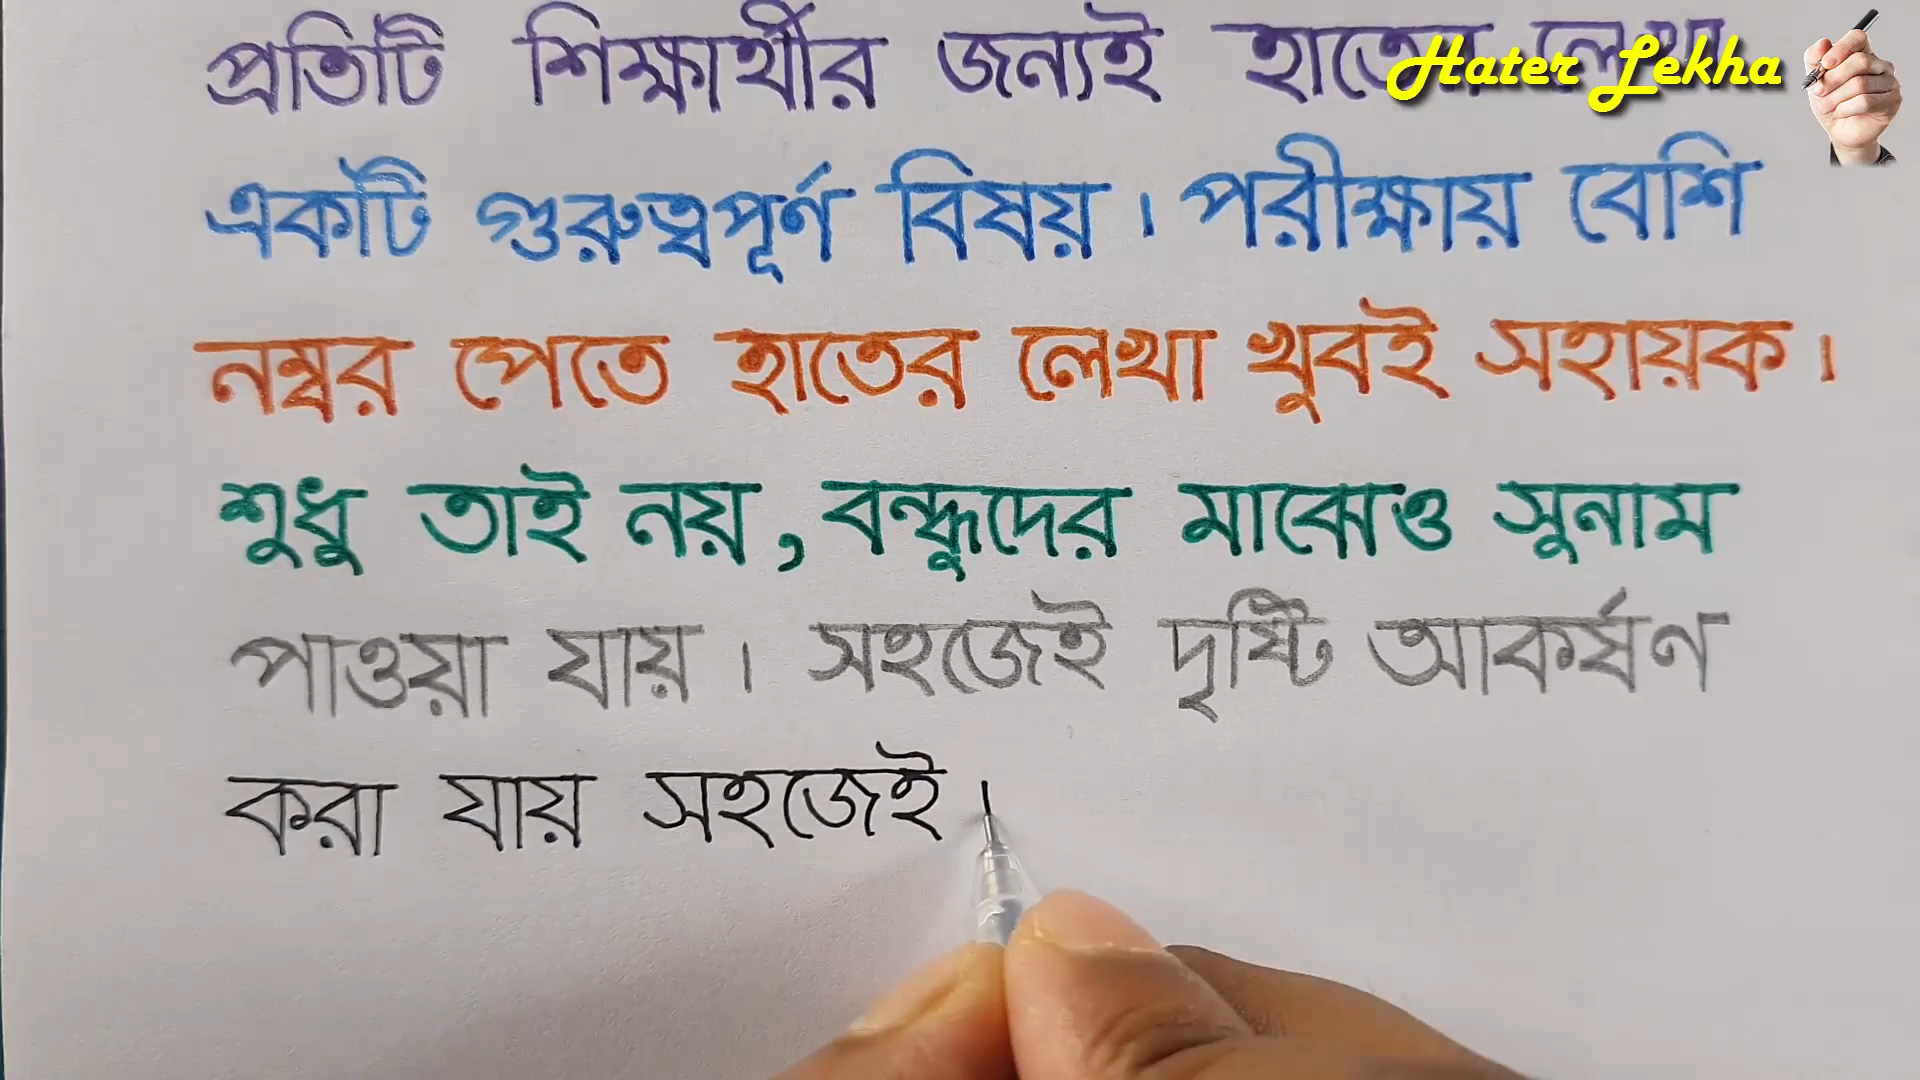 প্রতিটি শিক্ষার্থীর জন্যই হাতের লেখা
Hater Lekha
একটি গুরুত্বপূর্ণ বিষয়। পরীক্ষায় বেশি
নম্বর পেতে হাতের লেখা খুবই সহায়ক।
শুধু তাই নয়, বন্ধুদের মাঝেও সুনাম
পাওয়া যায়। সহজেই দৃষ্টি আকর্ষণ
করা যায় সহজেই।